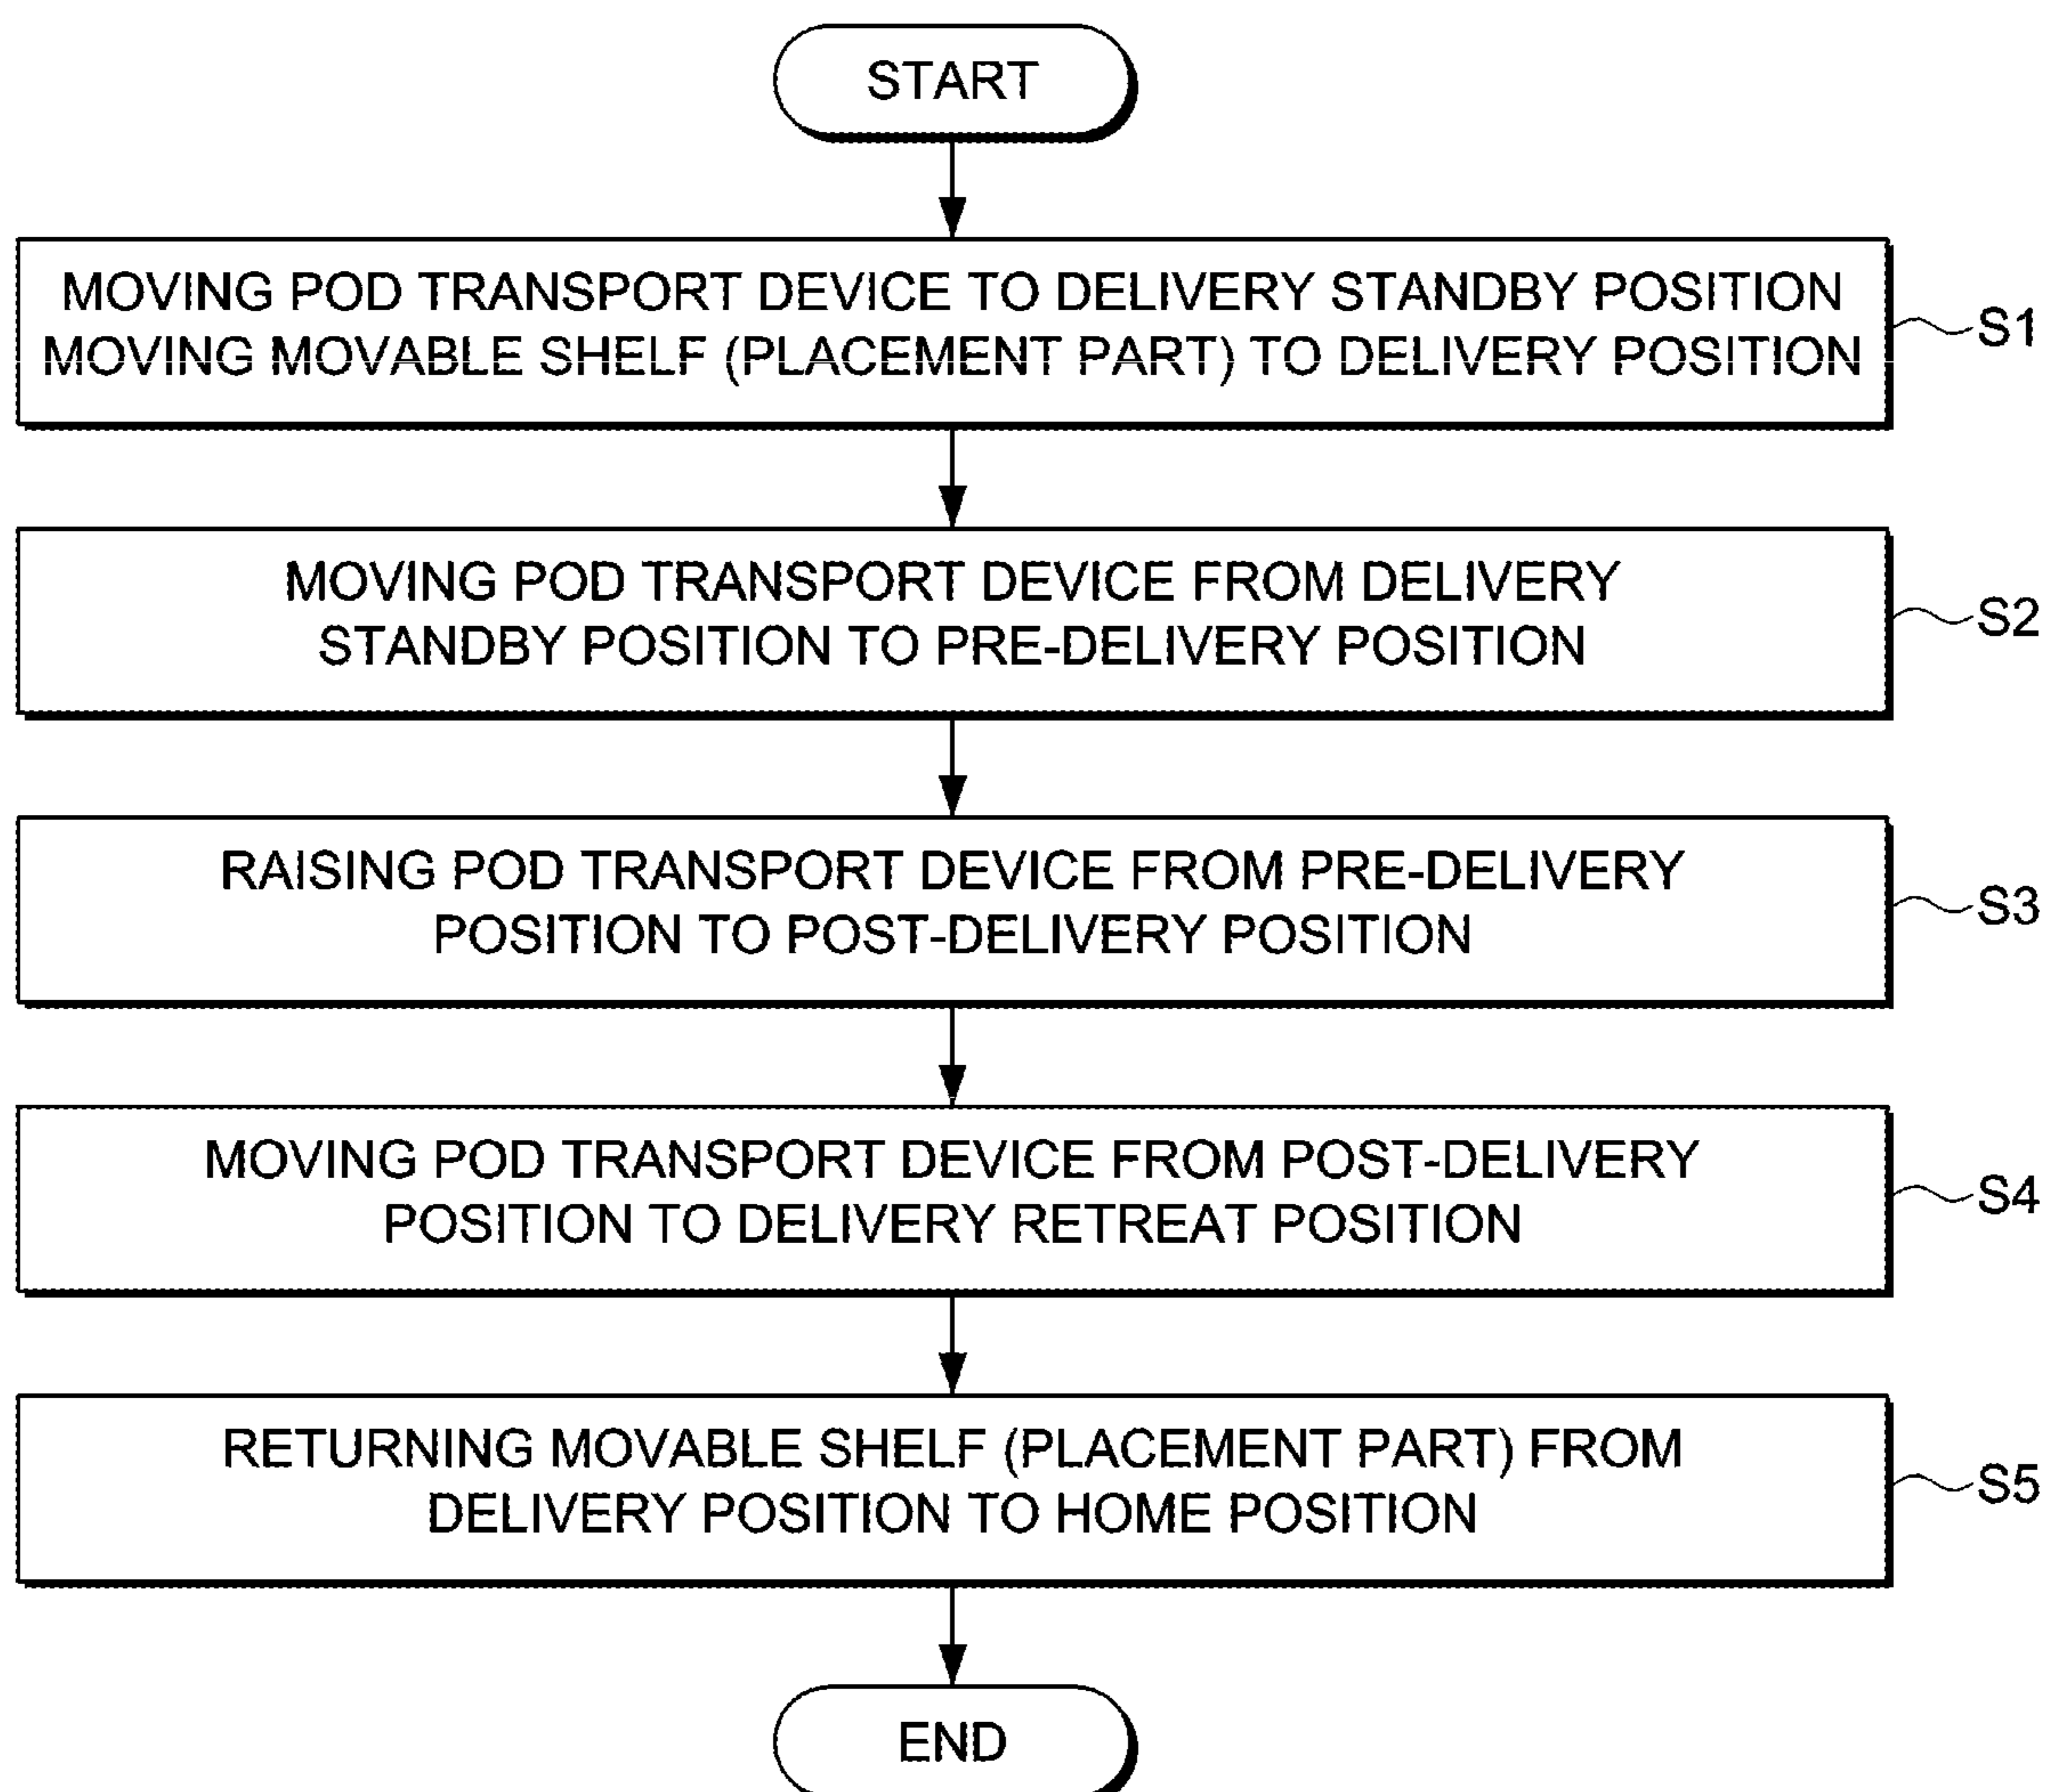 START
MOVING POD TRANSPORT DEVICE TO DELIVERY STANDBY POSITION
MOVING MOVABLE SHELF (PLACEMENT PART) TO DELIVERY POSITION
S1
MOVING POD TRANSPORT DEVICE FROM DELIVERY
STANDBY POSITION TO PRE-DELIVERY POSITION
S2
RAISING POD TRANSPORT DEVICE FROM PRE-DELIVERY
POSITION TO POST-DELIVERY POSITION
S3
MOVING POD TRANSPORT DEVICE FROM POST-DELIVERY
POSITION TO DELIVERY RETREAT POSITION
S4
RETURNING MOVABLE SHELF (PLACEMENT PART) FROM
DELIVERY POSITION TO HOME POSITION
S5
END